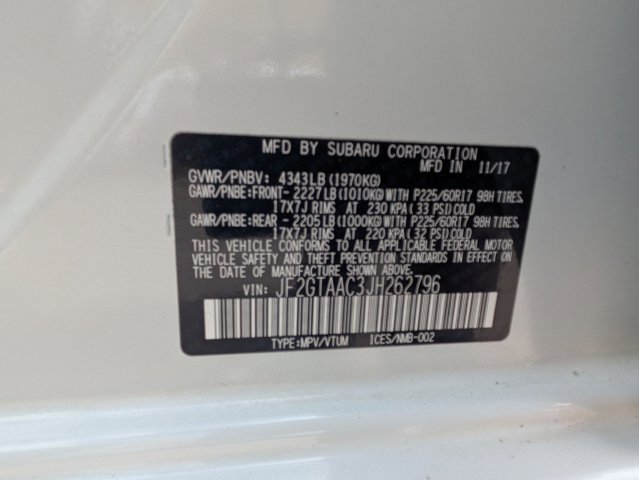 MFD BY SUBARU CORPORATION
MFD IN 11/17
GVWR/PNBV: 4343LB(1970KG)
GAWR/PNBE:FRONT-2227LB(1010KG)WITH P225/60R17 98H TIRES,
17X7J RIMS AT 230 KPA(33 PSI)COLD
GAWR/PNBE:REAR -2205LB(1000KG)WITH P225/60R17 98H TIRES,
17X7J RIMS AT 220 KPA(32 PSI)COLD
THIS VEHICLE CONFORMS TO ALL APPLICABLE FEDERAL MOTOR
VEHICLE SAFETY AND THEFT PREVENTION STANDARDS IN EFFECT ON
THE DATE OF MANUFACTURE SHOWN ABOVE.
VIN: JF2GTAAC3JH262796
TYPE:MPV/VTUM ICES/NMB-002